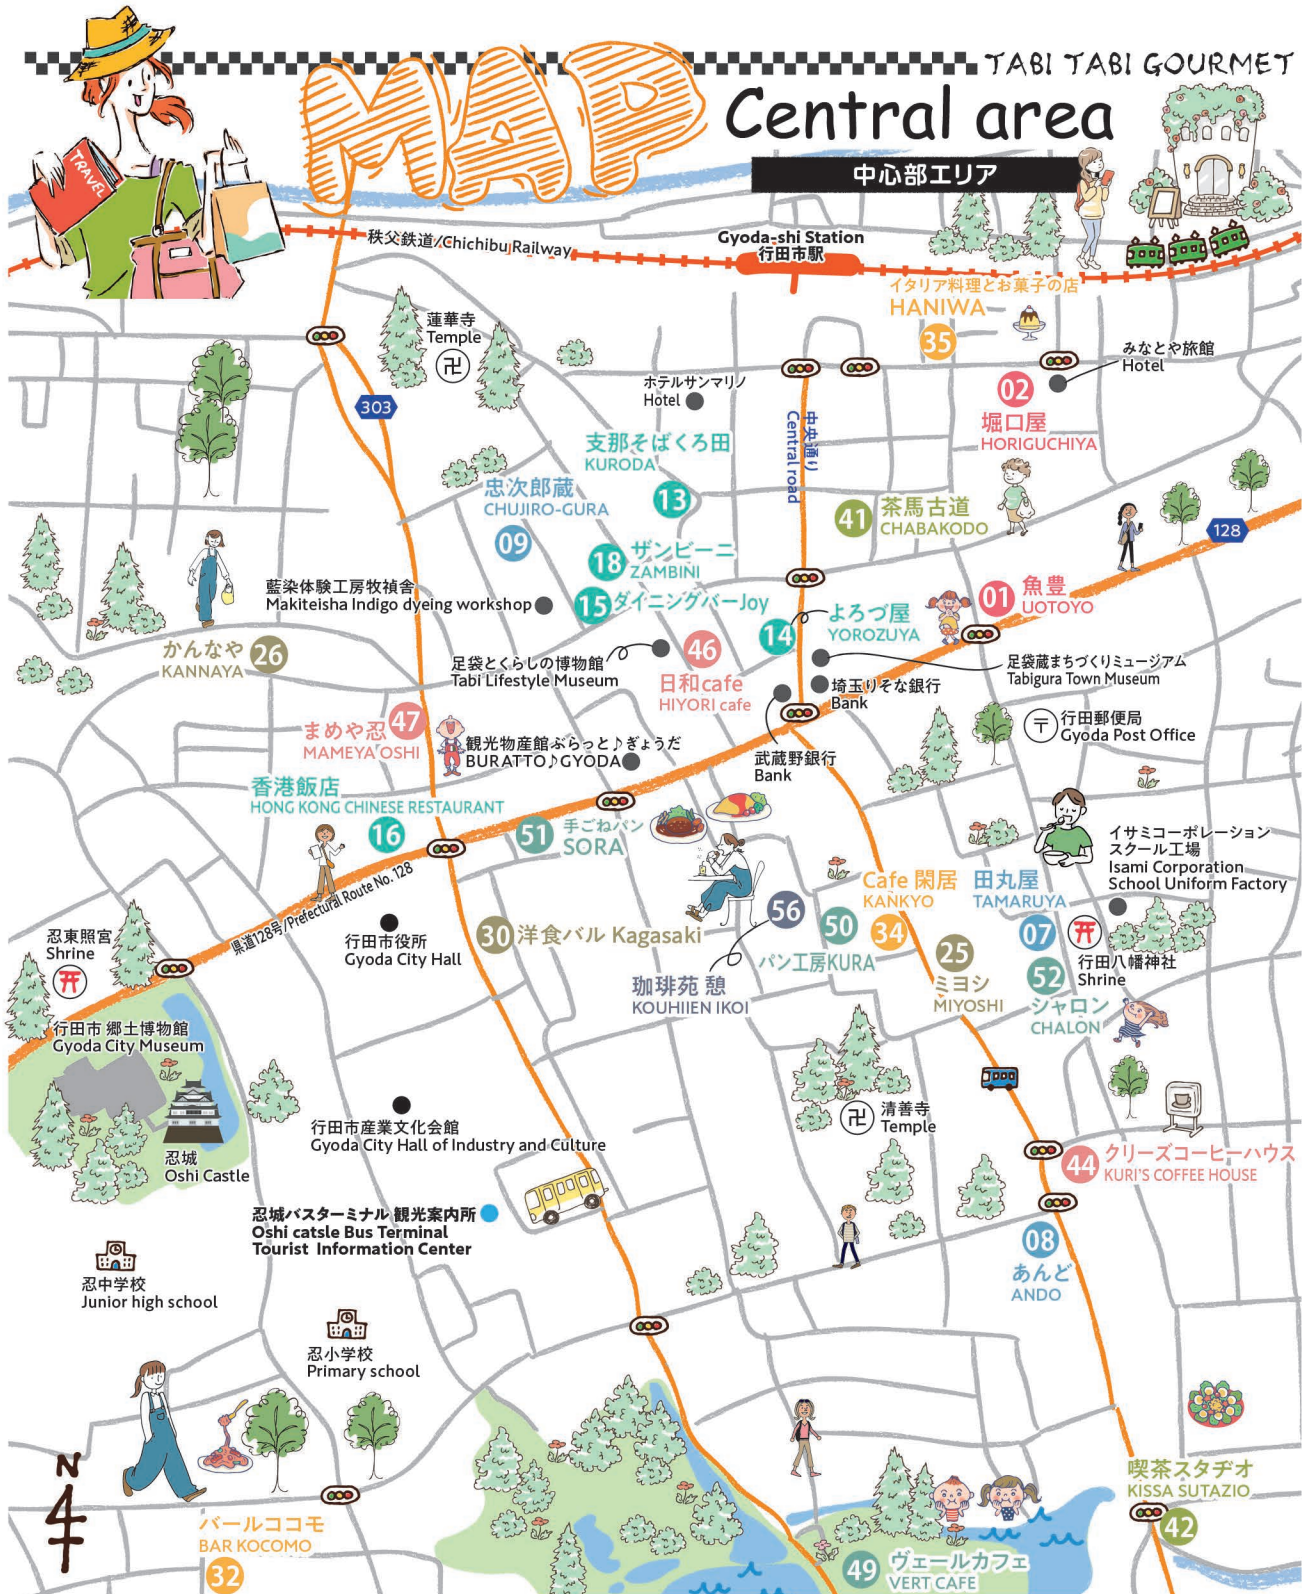 TABI TABI GOURMET
MAP
Central area
中心部エリア
TRAVEL
秩父鉄道/Chichibu Railway
Gyoda-shi Station
行田市駅
イタリア料理とお菓子の店
HANIWA
35
蓮華寺
Temple
卍
みなとや旅館
Hotel
ホテルサンマリノ
Hotel
02
堀口屋
HORIGUCHIYA
303
中央通り
Central road
支那そばくろ田
KURODA
13
忠次郎蔵
CHUJIRO-GURA
09
41
茶馬古道
CHABAKODO
128
18
ザンビーニ
ZAMBINI
藍染体験工房牧禎舎
Makiteisha Indigo dyeing workshop
15
ダイニングバーJoy
14
よろづ屋
YOROZUYA
01
魚豊
UOTOYO
かんなや
KANNAYA
26
足袋とくらしの博物館
Tabi Lifestyle Museum
46
日和cafe
HIYORI cafe
足袋蔵まちづくりミュージアム
Tabigura Town Museum
埼玉りそな銀行
Bank
まめや忍
MAMEYA OSHI
47
観光物産館ぶらっと♪ぎょうだ
BURATTO♪GYODA
武蔵野銀行
Bank
〒
行田郵便局
Gyoda Post Office
香港飯店
HONG KONG CHINESE RESTAURANT
16
51
手ごねパン
SORA
イサミコーポレーション
スクール工場
Isami Corporation
School Uniform Factory
県道128号/Prefectural Route No. 128
Cafe 閑居
KANKYO
34
田丸屋
TAMARUYA
07
56
珈琲苑 憩
KOUHIIEN IKOI
50
パン工房KURA
30
洋食バル Kagasaki
25
ミヨシ
MIYOSHI
行田八幡神社
Shrine
52
シャロン
CHALON
忍東照宮
Shrine
行田市役所
Gyoda City Hall
行田市 郷土博物館
Gyoda City Museum
忍城
Oshi Castle
行田市産業文化会館
Gyoda City Hall of Industry and Culture
卍
清善寺
Temple
44
クリーズコーヒーハウス
KURI'S COFFEE HOUSE
忍城バスターミナル 観光案内所
Oshi catsle Bus Terminal
Tourist Information Center
08
あんど
ANDO
忍中学校
Junior high school
忍小学校
Primary school
N
バールココモ
BAR KOCOMO
32
喫茶スタヂオ
KISSA SUTAZIO
42
49
ヴェールカフェ
VERT CAFE